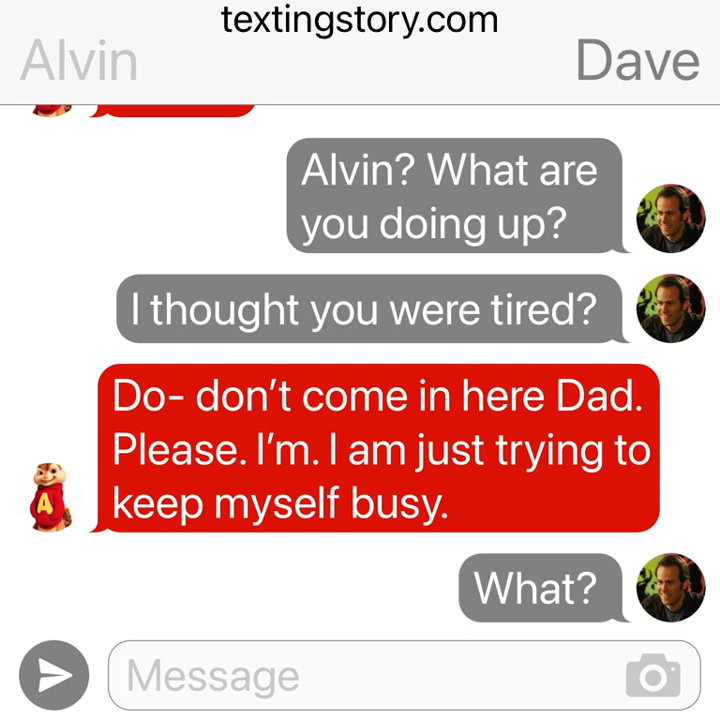 textingstory.com
Alvin
Dave
Alvin? What are
you doing up?
I thought you were tired?
Do- don’t come in here Dad.
Please. I’m. I am just trying to
keep myself busy.
A
What?
Message